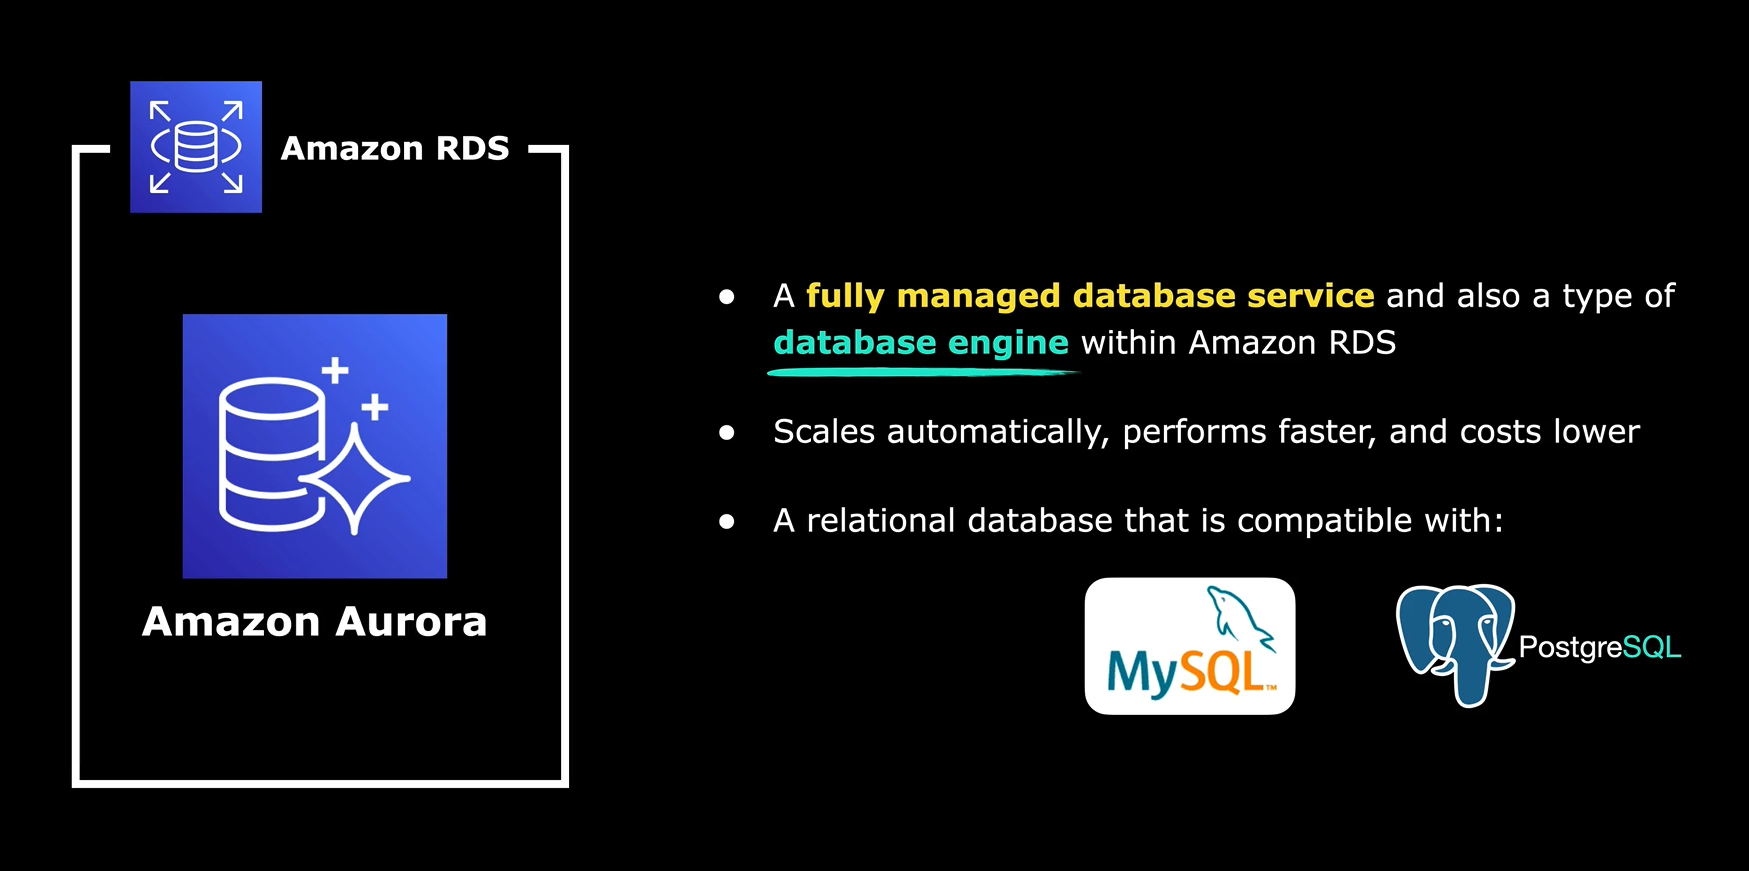 Amazon RDS
Amazon Aurora
● A fully managed database service and also a type of
database engine within Amazon RDS
● Scales automatically, performs faster, and costs lower
● A relational database that is compatible with:
MySQL™
PostgreSQL